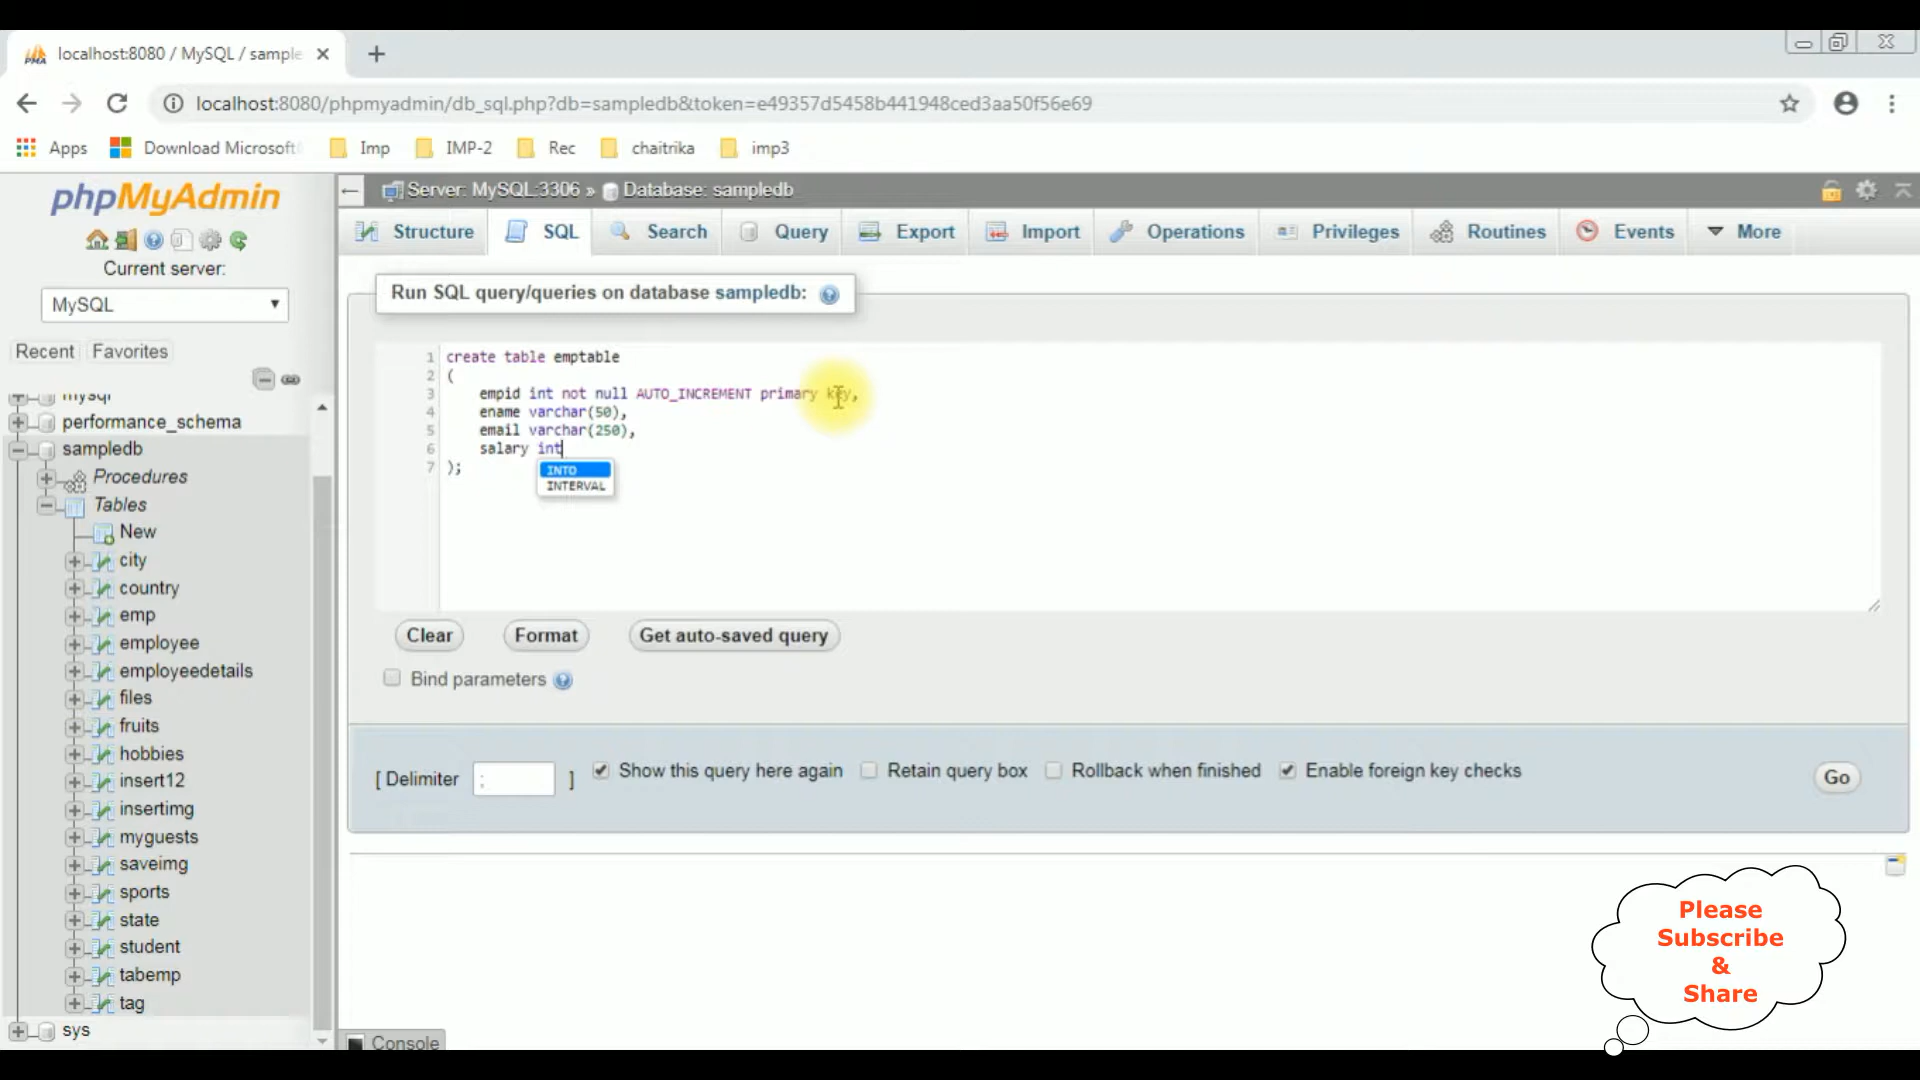 localhost:8080 / MySQL / sample
localhost:8080/phpmyadmin/db_sql.php?db=sampledb&token=e49357d5458b441948ced3aa50f56e69
Apps Download Microsoft Imp IMP-2 Rec chaitrika imp3
phpMyAdmin
Current server:
MySQL
Recent Favorites
mysql
performance_schema
sampledb
Procedures
Tables
New
city
country
emp
employee
employeedetails
files
fruits
hobbies
insert12
insertimg
myguests
saveimg
sports
state
student
tabemp
tag
sys
Server: MySQL:3306 » Database: sampledb
Structure SQL Search Query Export Import Operations Privileges Routines Events More
Run SQL query/queries on database sampledb:
1 create table emptable
2 (
3 empid int not null AUTO_INCREMENT primary key,
4 ename varchar(50),
5 email varchar(250),
6 salary int
7 );
INTO
INTERVAL
Clear Format Get auto-saved query
Bind parameters
[ Delimiter ; ] Show this query here again Retain query box Rollback when finished Enable foreign key checks Go
Console
Please
Subscribe
&
Share